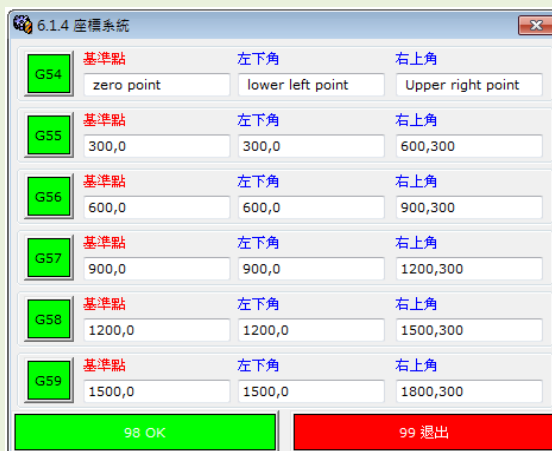 6.1.4 座標系統
基準點 左下角 右上角
G54 zero point lower left point Upper right point
基準點 左下角 右上角
G55 300,0 300,0 600,300
基準點 左下角 右上角
G56 600,0 600,0 900,300
基準點 左下角 右上角
G57 900,0 900,0 1200,300
基準點 左下角 右上角
G58 1200,0 1200,0 1500,300
基準點 左下角 右上角
G59 1500,0 1500,0 1800,300
98 OK 99 退出